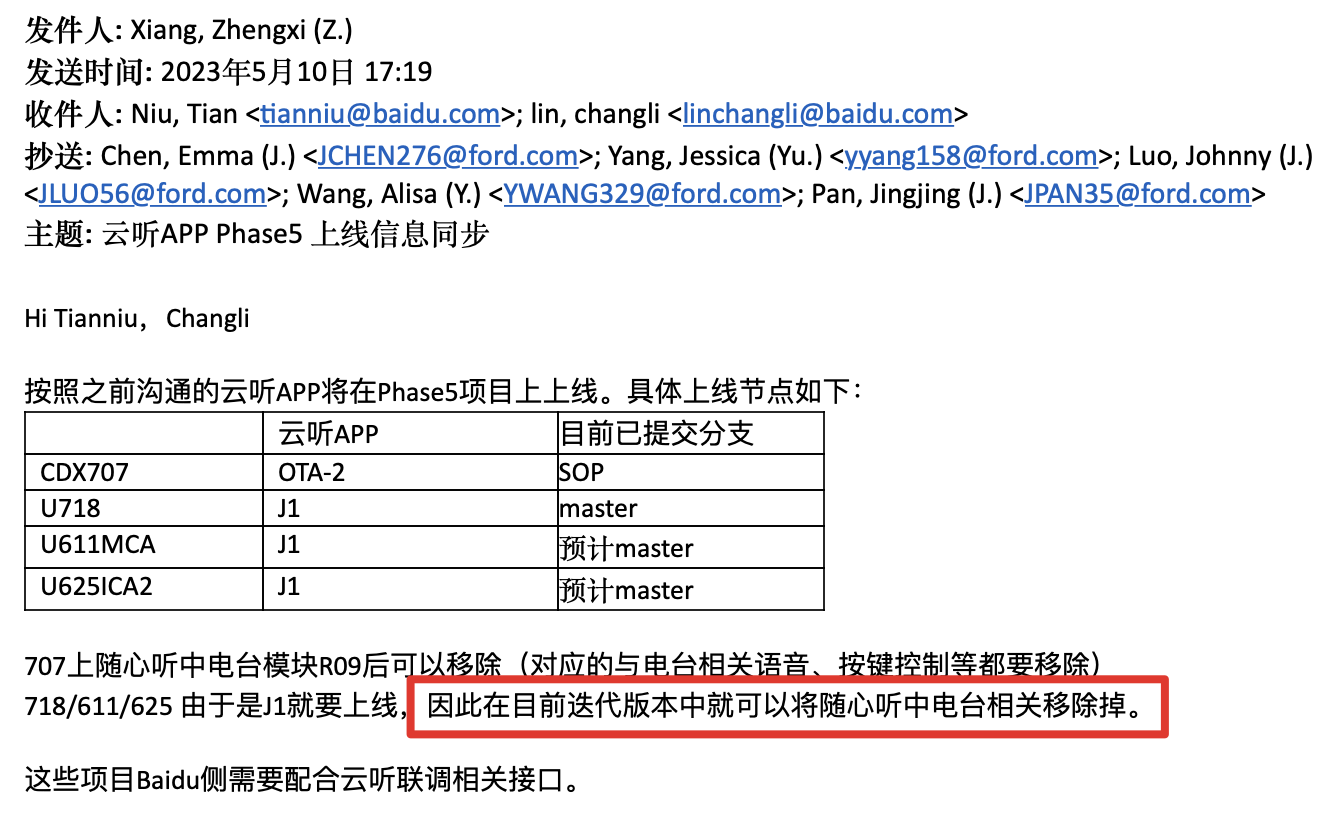 发件人: Xiang, Zhengxi (Z.)
发送时间: 2023年5月10日 17:19
收件人: Niu, Tian <tianniu@baidu.com>; lin, changli <linchangli@baidu.com>
抄送: Chen, Emma (J.) <JCHEN276@ford.com>; Yang, Jessica (Yu.) <yyang158@ford.com>; Luo, Johnny (J.)
<JLUO56@ford.com>; Wang, Alisa (Y.) <YWANG329@ford.com>; Pan, Jingjing (J.) <JPAN35@ford.com>
主题: 云听APP Phase5 上线信息同步
Hi Tianniu，Changli
按照之前沟通的云听APP将在Phase5项目上上线。具体上线节点如下：
云听APP 目前已提交分支
CDX707 OTA-2 SOP
U718 J1 master
U611MCA J1 预计master
U625ICA2 J1 预计master
707上随心听中电台模块R09后可以移除（对应的与电台相关语音、按键控制等都要移除）
718/611/625 由于是J1就要上线，因此在目前迭代版本中就可以将随心听中电台相关移除掉。
这些项目Baidu侧需要配合云听联调相关接口。